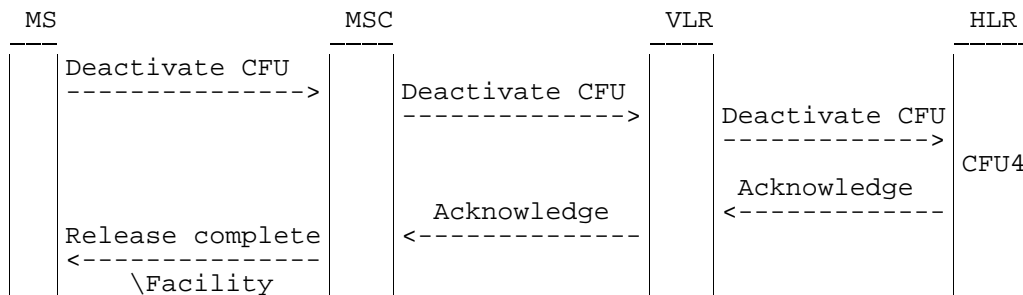 MS MSC VLR HLR
Deactivate CFU
--------------->
Deactivate CFU
-------------->
Deactivate CFU
------------->
CFU4
Acknowledge
<-------------
Acknowledge
<--------------
Release complete
<---------------
\Facility